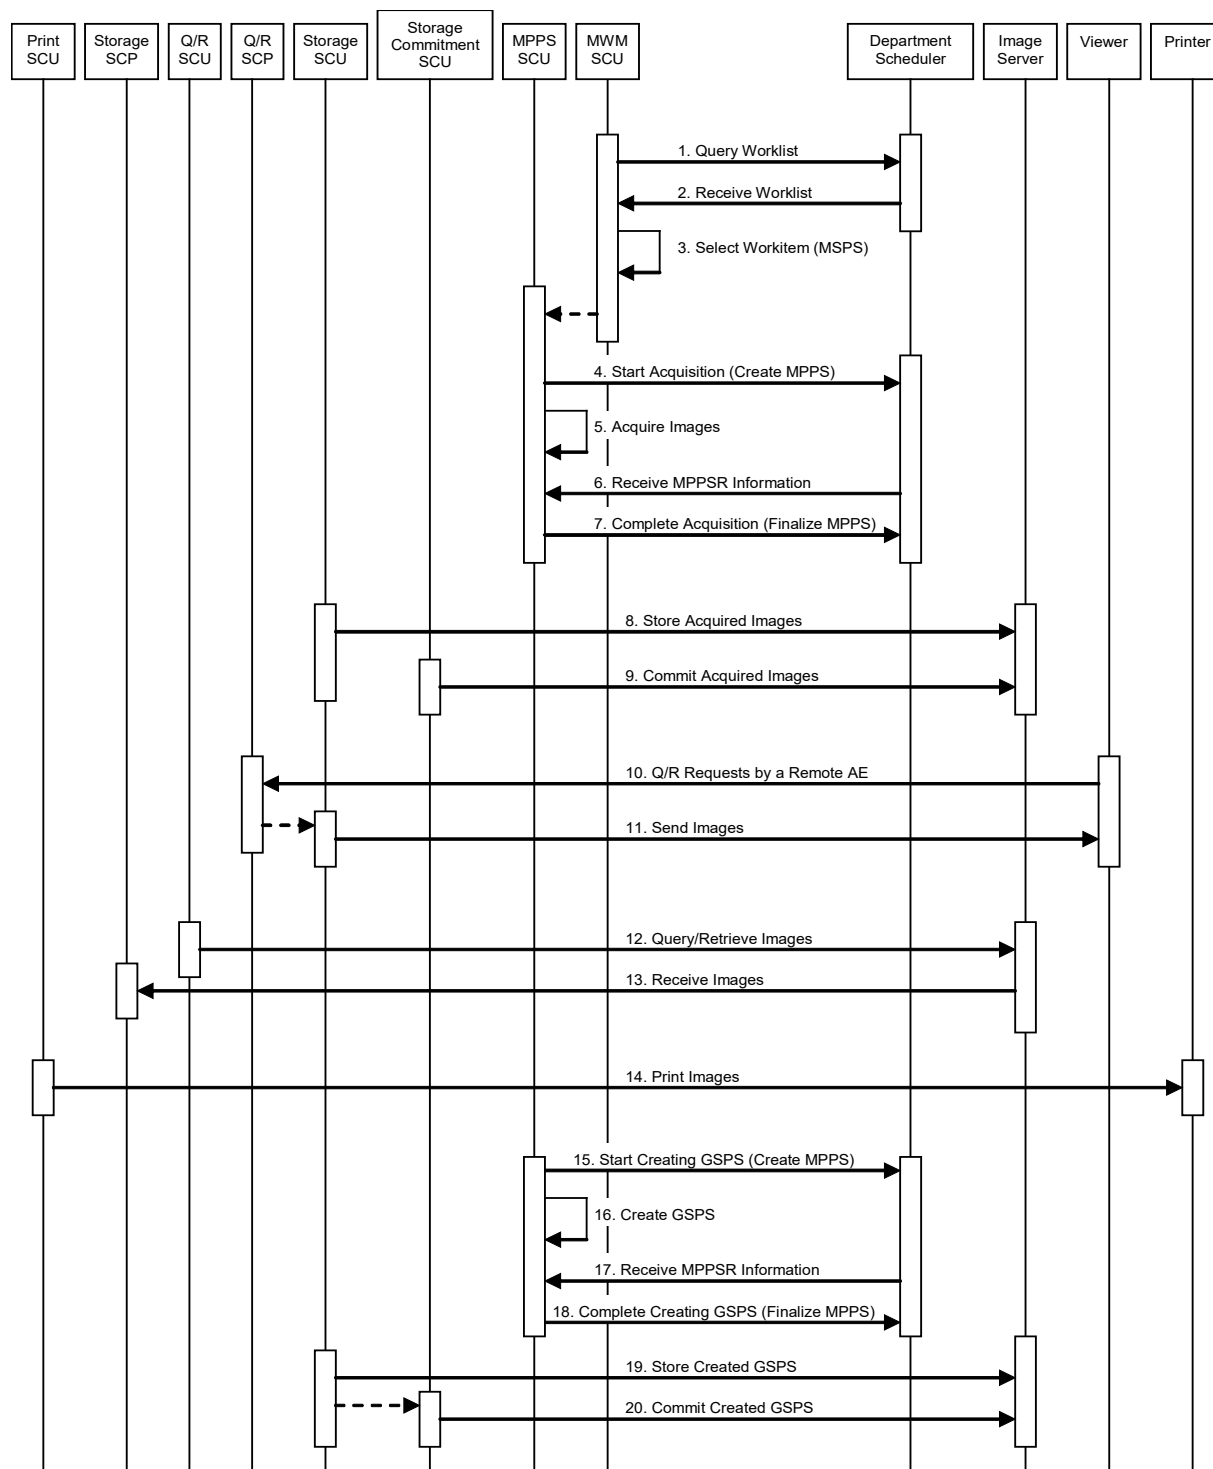 Print
SCU
Storage
SCP
Q/R
SCU
Q/R
SCP
Storage
SCU
Storage
Commitment
SCU
MPPS
SCU
MWM
SCU
Department
Scheduler
Image
Server
Viewer
Printer
1. Query Worklist
2. Receive Worklist
3. Select Workitem (MSPS)
4. Start Acquisition (Create MPPS)
5. Acquire Images
6. Receive MPPSR Information
7. Complete Acquisition (Finalize MPPS)
8. Store Acquired Images
9. Commit Acquired Images
10. Q/R Requests by a Remote AE
11. Send Images
12. Query/Retrieve Images
13. Receive Images
14. Print Images
15. Start Creating GSPS (Create MPPS)
16. Create GSPS
17. Receive MPPSR Information
18. Complete Creating GSPS (Finalize MPPS)
19. Store Created GSPS
20. Commit Created GSPS